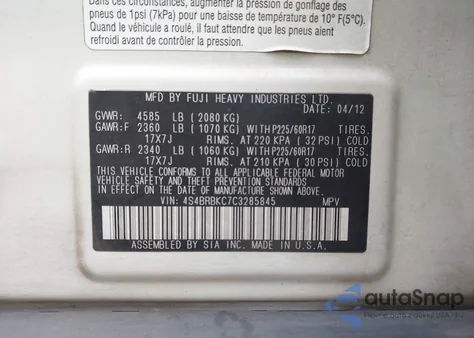 Dans ces circonstances, augmenter la pression de gonflage des
pneus de 1psi (7kPa) pour une baisse de température de 10° F(5°C).
Quand le véhicule a roulé, il faut attendre que les pneus aient
refroidi avant d'effectuer
MFD BY FUJI HEAVY INDUSTRIES LTD.
DATE: 04/12
GVWR: 4585 LB (2080 KG)
GAWR:F 2360 LB (1070 KG) WITH P225/60R17 TIRES.
17X7J RIMS. AT 220 KPA (32 PSI) COLD
GAWR:R 2340 LB (1060 KG) WITH P225/60R17 TIRES.
17X7J RIMS. AT 210 KPA (30 PSI) COLD
THIS VEHICLE CONFORMS TO ALL APPLICABLE FEDERAL MOTOR
VEHICLE SAFETY AND THEFT PREVENTION STANDARDS IN EFFECT
ON THE DATE OF MANUFACTURE SHOWN ABOVE.
VIN: 4S4BRBKC7C3285845 MPV
ASSEMBLED BY SIA INC. MADE IN U.S.A.
autoSnap